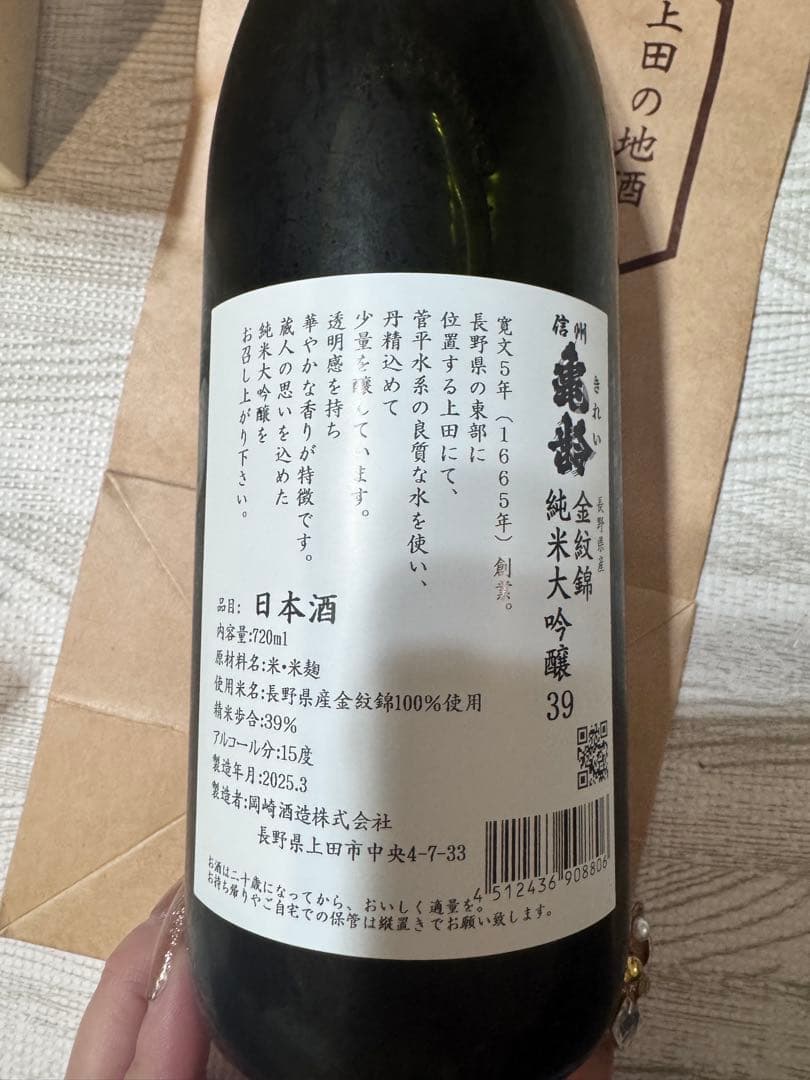 上田の地酒
信州
亀齢
きれい
長野県産
金紋錦
純米大吟醸39
寛文5年（1665年）創業。
長野県の東部に
位置する上田にて、
菅平水系の良質な水を使い、
丹精込めて
少量を醸しています。
透明感を持ち
華やかな香りが特徴です。
蔵人の思いを込めた
純米大吟醸を
お召し上がり下さい。
品目:日本酒
内容量:720ml
原材料名:米・米麹
使用米名:長野県産金紋錦100%使用
精米歩合:39%
アルコール分:15度
製造年月:2025.3
製造者:岡崎酒造株式会社
長野県上田市中央4-7-33
4512436908806
お酒は二十歳になってから、おいしく適量を。
お持ち帰りやご自宅での保管は縦置きでお願い致します。